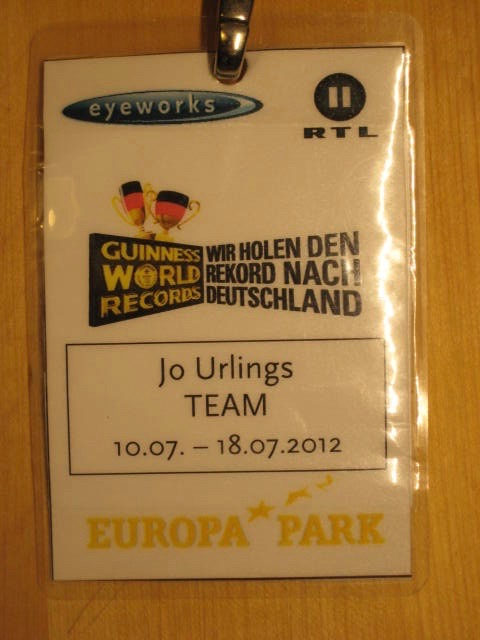 eyeworks
II
RTL
GUINNESS
WORLD
RECORDS
WIR HOLEN DEN
REKORD NACH
DEUTSCHLAND
Jo Urlings
TEAM
10.07. – 18.07.2012
EUROPA PARK